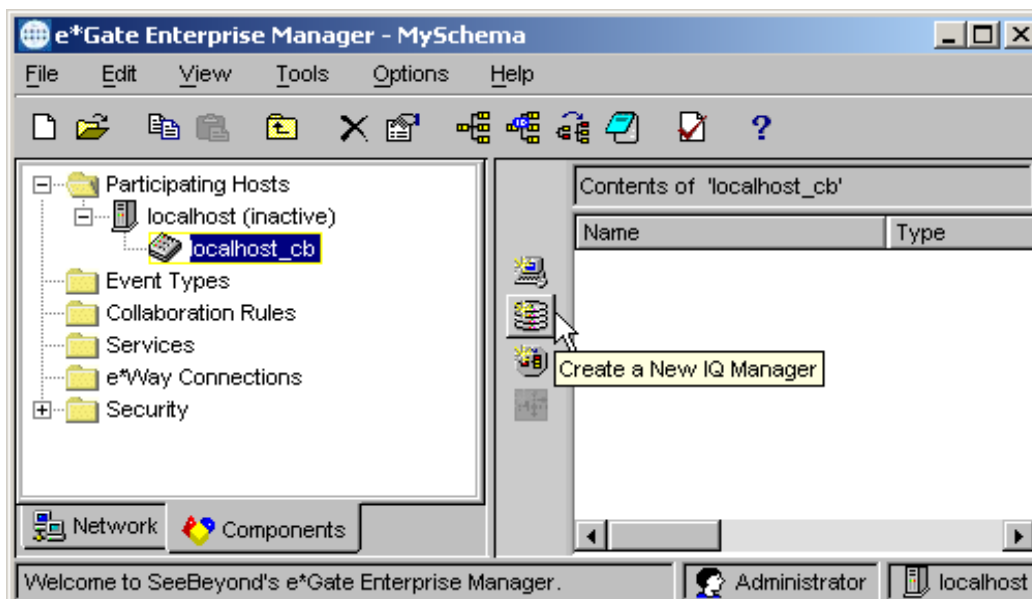 e*Gate Enterprise Manager - MySchema
File Edit View Tools Options Help
Participating Hosts
localhost (inactive)
localhost_cb
Event Types
Collaboration Rules
Services
e*Way Connections
Security
Network Components
Contents of 'localhost_cb'
Name Type
Create a New IQ Manager
Welcome to SeeBeyond's e*Gate Enterprise Manager. Administrator localhost